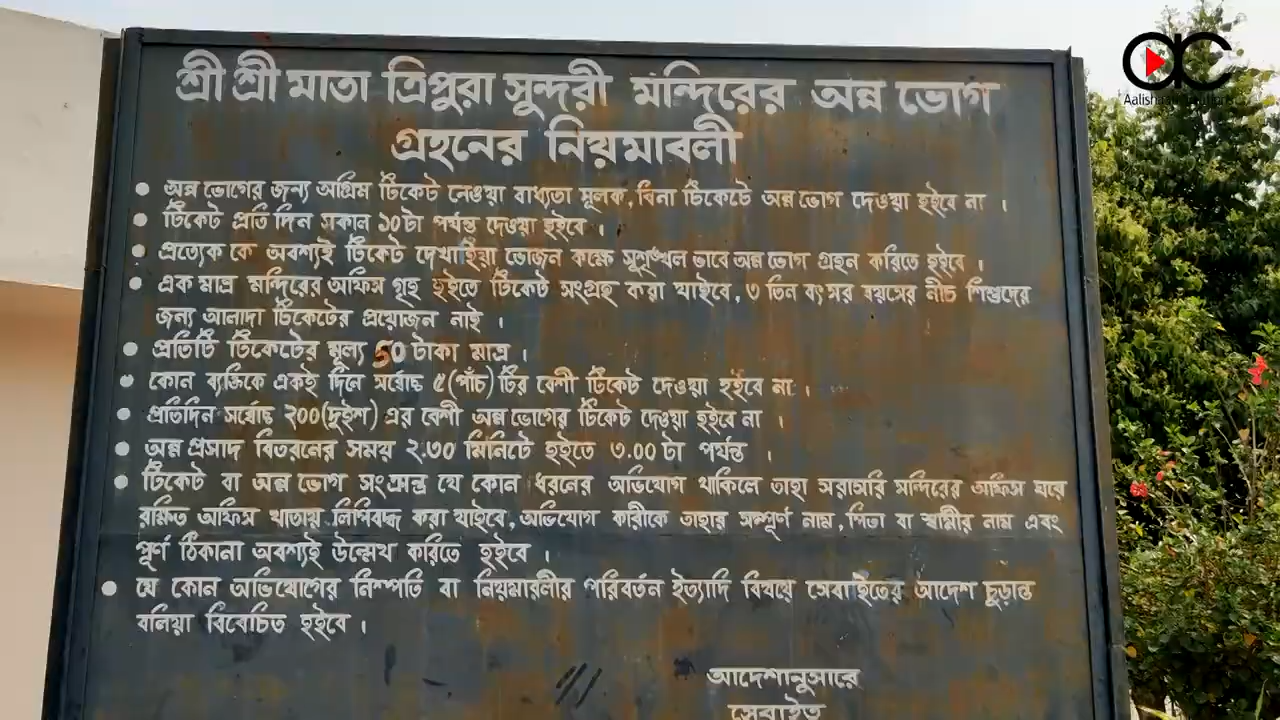 শ্রী শ্রী মাতা ত্রিপুরা সুন্দরী মন্দিরের অন্ন ভোগ
গ্রহনের নিয়মাবলী
• অন্ন ভোগের জন্য অগ্রিম টিকেট নেওয়া বাধ্যতা মূলক, বিনা টিকেটে অন্ন ভোগ দেওয়া হইবে না ।
• টিকেট প্রতি দিন সকাল ১০টা পর্যন্ত দেওয়া হইবে ।
• প্রত্যেক কে অবশ্যই টিকেট দেখাইয়া ভোজন কক্ষে সুশৃঙ্খল ভাবে অন্ন ভোগ গ্রহন করিতে হইবে ।
• এক মাত্র মন্দিরের অফিস গৃহ হইতে টিকেট সংগ্রহ করা যাইবে, ৩ তিন বৎসর বয়সের নীচ শিশুদের
জন্য আলাদা টিকেটের প্রয়োজন নাই ।
• প্রতিটি টিকেটের মূল্য 50 টাকা মাত্র ।
• কোন ব্যক্তিকে একই দিনে সর্বোচ্চ ৫(পাঁচ) টির বেশী টিকেট দেওয়া হইবে না ।
• প্রতিদিন সর্বোচ্চ ২০০(দুইশ) এর বেশী অন্ন ভোগের টিকেট দেওয়া হইবে না ।
• অন্ন প্রসাদ বিতরনের সময় ২.৩০ মিনিটে হইতে ৩.০০ টা পর্যন্ত ।
• টিকেট বা অন্ন ভোগ সংক্রান্ত যে কোন ধরনের অভিযোগ থাকিলে তাহা সরাসরি মন্দিরের অফিস ঘরে
রক্ষিত অফিস খাতায় লিপিবদ্ধ করা যাইবে, অভিযোগ কারীকে তাহার সম্পূর্ণ নাম, পিতা বা স্বামীর নাম এবং
পূর্ণ ঠিকানা অবশ্যই উল্লেখ করিতে হইবে ।
• যে কোন অভিযোগের নিষ্পতি বা নিয়মাবলীর পরিবর্তন ইত্যাদি বিষয়ে সেবাইতের আদেশ চুড়ান্ত
বলিয়া বিবেচিত হইবে ।
আদেশানুসারে
সেবাইত